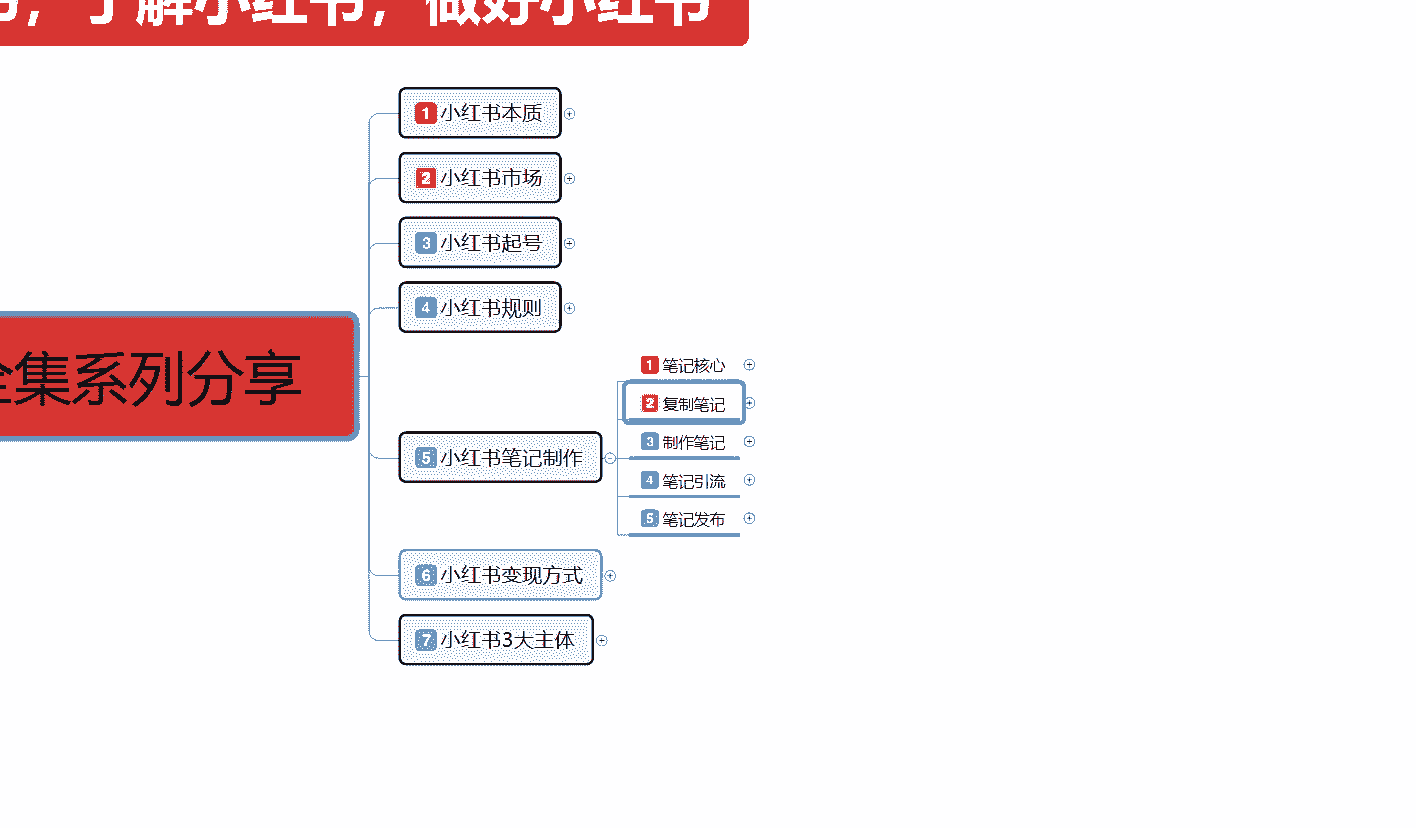 ，了解小红书，做好小红书
1 小红书本质
2 小红书市场
3 小红书起号
4 小红书规则
集系列分享
1 笔记核心
2 复制笔记
3 制作笔记
5 小红书笔记制作
4 笔记引流
5 笔记发布
6 小红书变现方式
7 小红书3大主体